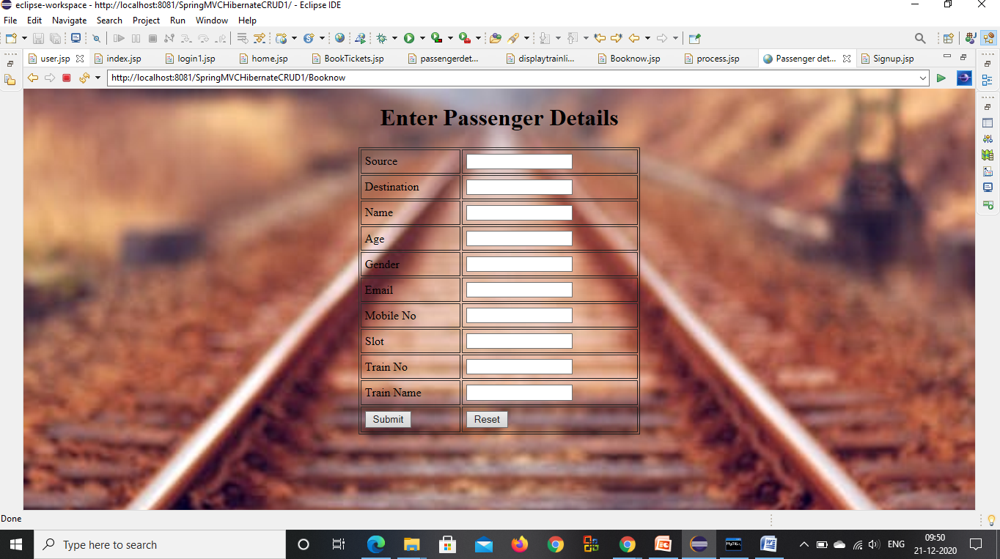 eclipse-workspace - http://localhost:8081/SpringMVCHibernateCRUD1/ - Eclipse IDE
File Edit Navigate Search Project Run Window Help
user.jsp index.jsp login1.jsp home.jsp BookTickets.jsp passengerdet... displaytrainli... Booknow.jsp process.jsp Passenger det... Signup.jsp
http://localhost:8081/SpringMVCHibernateCRUD1/Booknow
Enter Passenger Details
Source
Destination
Name
Age
Gender
Email
Mobile No
Slot
Train No
Train Name
Submit Reset
Done
Type here to search
ENG
09:50
21-12-2020